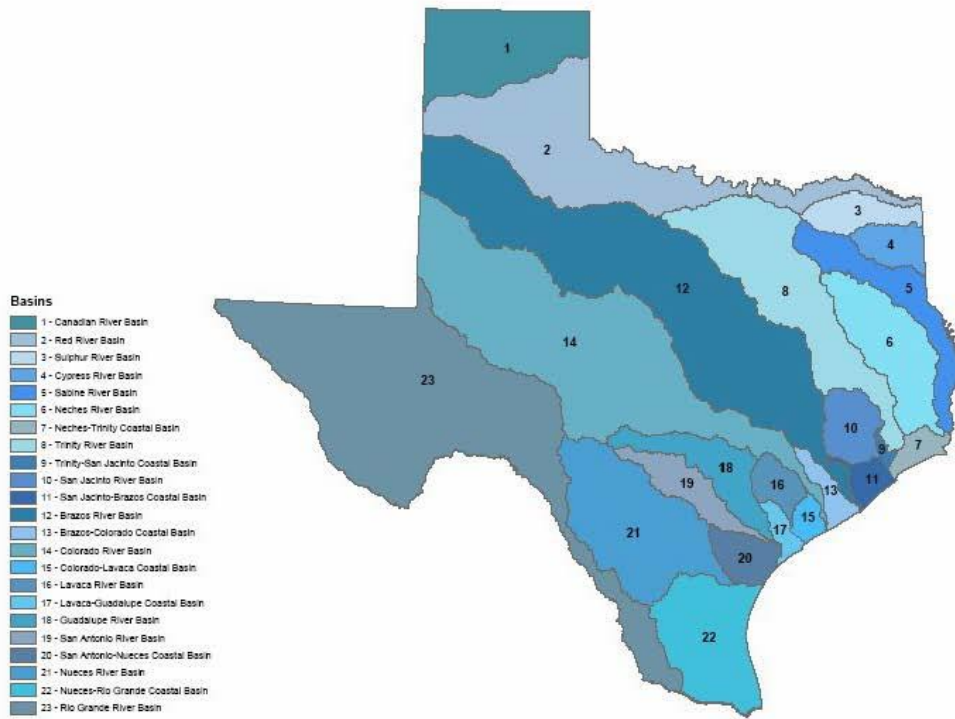 Basins
1 - Canadian River Basin
2 - Red River Basin
3 - Sulphur River Basin
4 - Cypress River Basin
5 - Sabine River Basin
6 - Neches River Basin
7 - Neches-Trinity Coastal Basin
8 - Trinity River Basin
9 - Trinity-San Jacinto Coastal Basin
10 - San Jacinto River Basin
11 - San Jacinto-Brazos Coastal Basin
12 - Brazos River Basin
13 - Brazos-Colorado Coastal Basin
14 - Colorado River Basin
15 - Colorado-Lavaca Coastal Basin
16 - Lavaca River Basin
17 - Lavaca-Guadalupe Coastal Basin
18 - Guadalupe River Basin
19 - San Antonio River Basin
20 - San Antonio-Nueces Coastal Basin
21 - Nueces River Basin
22 - Nueces-Rio Grande Coastal Basin
23 - Rio Grande River Basin
1
2
3
4
5
12
8
6
14
23
10
9
7
18
16
11
13
19
15
17
21
20
22